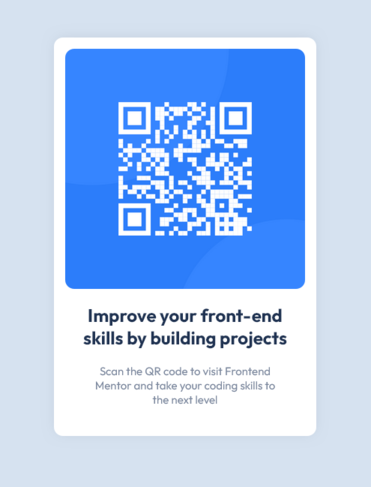 Improve your front-end
skills by building projects
Scan the QR code to visit Frontend
Mentor and take your coding skills to
the next level